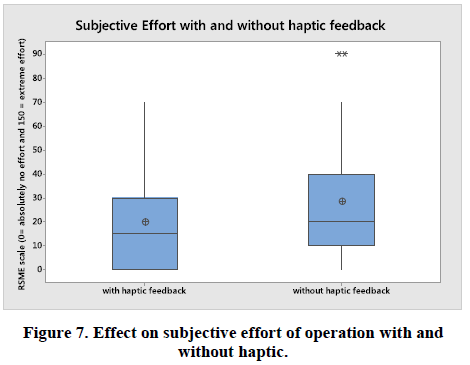 Subjective Effort with and without haptic feedback
RSME scale (0= absolutely no effort and 150 = extreme effort)
90
80
70
60
50
40
30
20
10
0
**
with haptic feedback
without haptic feedback
Figure 7. Effect on subjective effort of operation with and
without haptic.